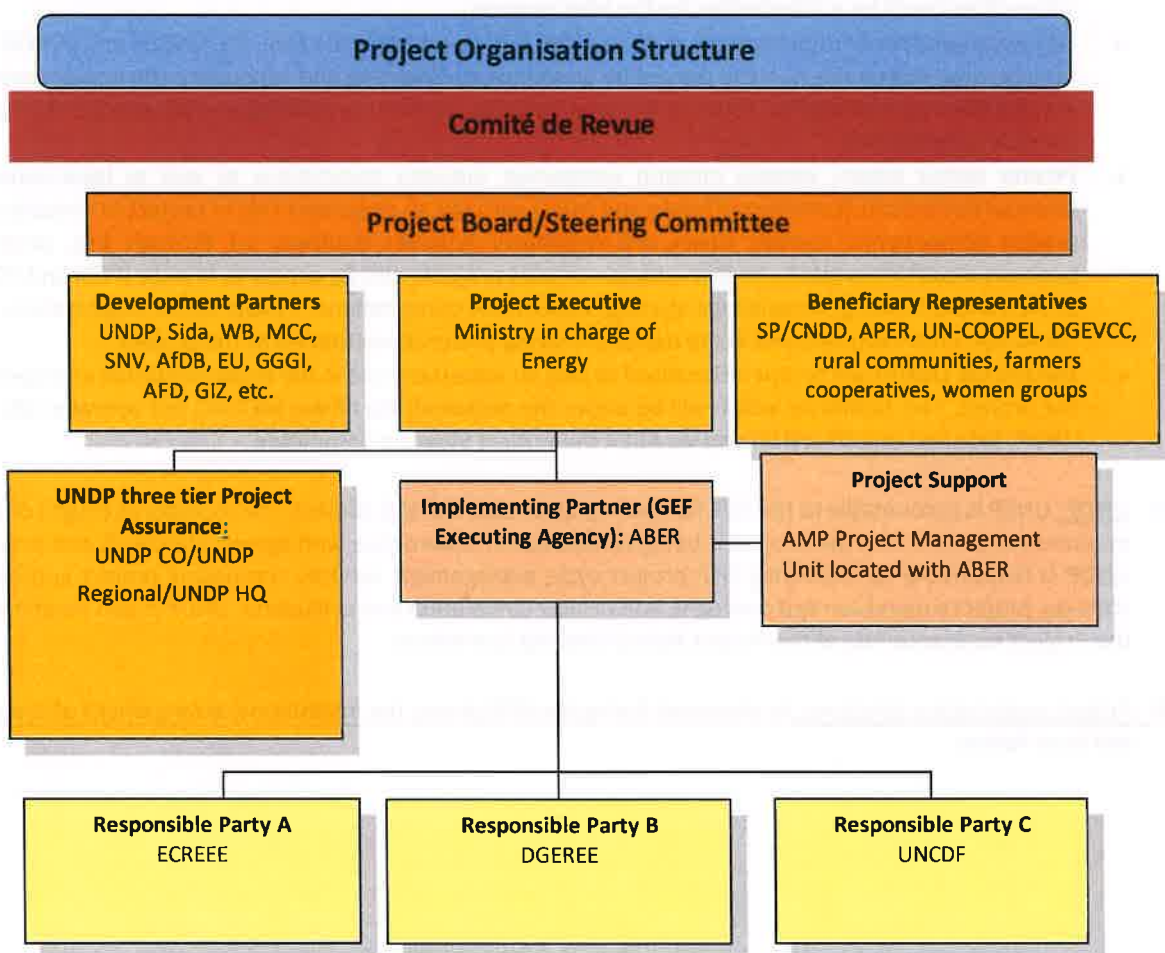 Project Organisation Structure
Comité de Revue
Project Board/Steering Committee
Development Partners
UNDP, Sida, WB, MCC,
SNV, AfDB, EU, GGGI,
AFD, GIZ, etc.
Project Executive
Ministry in charge of
Energy
Beneficiary Representatives
SP/CNDD, APER, UN-COOPEL, DGEVCC,
rural communities, farmers
cooperatives, women groups
UNDP three tier Project
Assurance:
UNDP CO/UNDP
Regional/UNDP HQ
Implementing Partner (GEF
Executing Agency): ABER
Project Support
AMP Project Management
Unit located with ABER
Responsible Party A
ECREEE
Responsible Party B
DGEREE
Responsible Party C
UNCDF